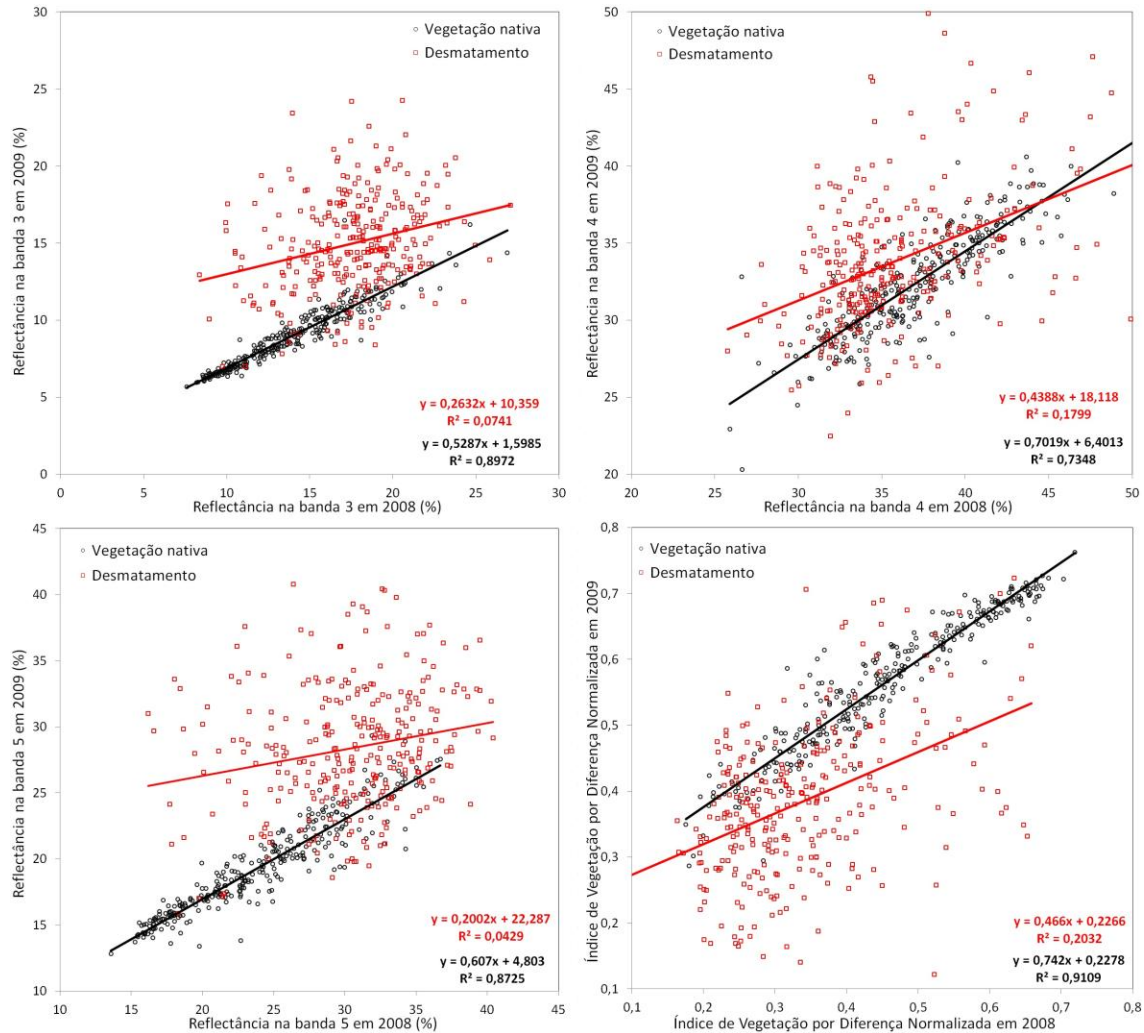 30
25
20
15
10
5
0
Reflectância na banda 3 em 2009 (%)
Vegetação nativa
Desmatamento
y = 0,2632x + 10,359
R² = 0,0741
y = 0,5287x + 1,5985
R² = 0,8972
0 5 10 15 20 25 30
Reflectância na banda 3 em 2008 (%)
50
45
40
35
30
25
20
Reflectância na banda 4 em 2009 (%)
Vegetação nativa
Desmatamento
y = 0,4388x + 18,118
R² = 0,1799
y = 0,7019x + 6,4013
R² = 0,7348
20 25 30 35 40 45 50
Reflectância na banda 4 em 2008 (%)
45
40
35
30
25
20
15
10
Reflectância na banda 5 em 2009 (%)
Vegetação nativa
Desmatamento
y = 0,2002x + 22,287
R² = 0,0429
y = 0,607x + 4,803
R² = 0,8725
10 15 20 25 30 35 40 45
Reflectância na banda 5 em 2008 (%)
0,8
0,7
0,6
0,5
0,4
0,3
0,2
0,1
Índice de Vegetação por Diferença Normalizada em 2009
Vegetação nativa
Desmatamento
y = 0,466x + 0,2266
R² = 0,2032
y = 0,742x + 0,2278
R² = 0,9109
0,1 0,2 0,3 0,4 0,5 0,6 0,7 0,8
Índice de Vegetação por Diferença Normalizada em 2008